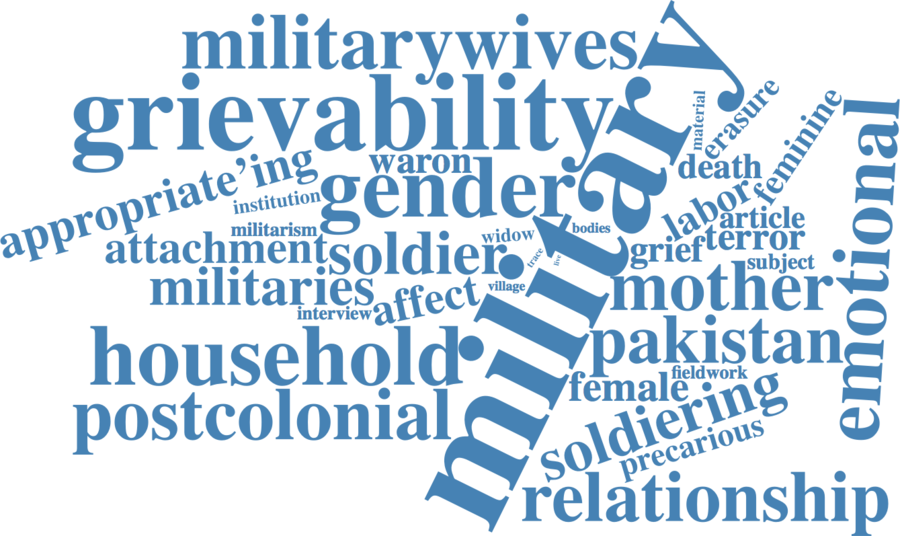 militarywives
military
grievability
material
erasure
feminine
emotional
waron
death
appropriate'ing
institution
gender
labor
article
militarism
widow
bodies
attachment
soldier
trace
live
grief
terror
subject
militaries
affect
village
mother
interview
household
pakistan
female
fieldwork
postcolonial
soldiering
precarious
relationship